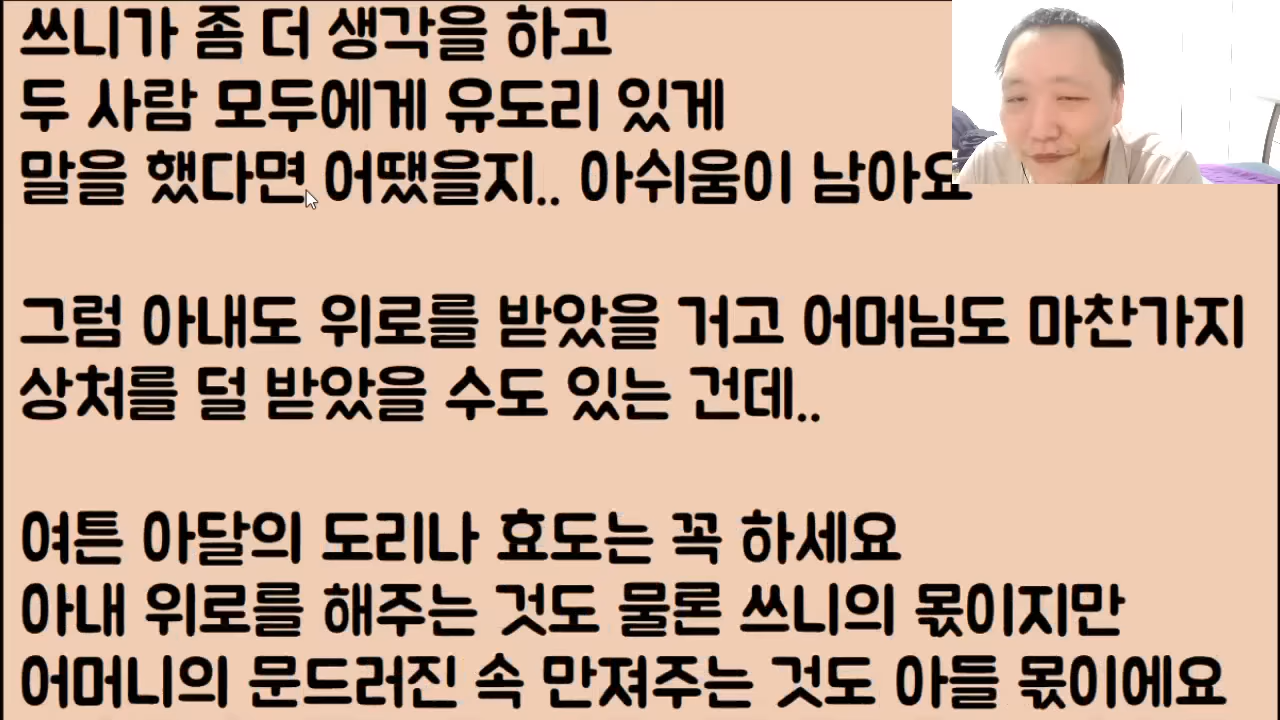 쓰니가 좀 더 생각을 하고
두 사람 모두에게 유도리 있게
말을 했다면 어땠을지.. 아쉬움이 남아요
그럼 아내도 위로를 받았을 거고 어머님도 마찬가지
상처를 덜 받았을 수도 있는 건데..
여튼 아달의 도리나 효도는 꼭 하세요
아내 위로를 해주는 것도 물론 쓰니의 몫이지만
어머니의 문드러진 속 만져주는 것도 아들 몫이에요